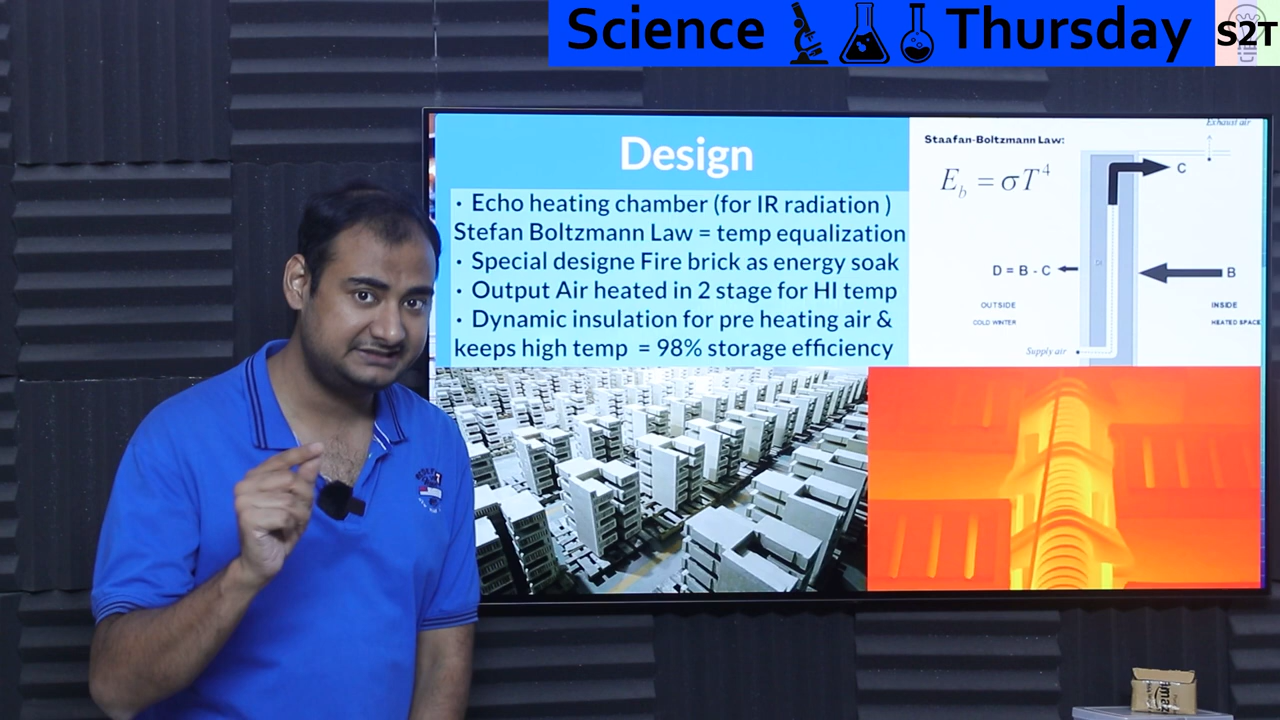 Science Thursday
S2T
Design
· Echo heating chamber (for IR radiation )
Stefan Boltzmann Law = temp equalization
· Special designe Fire brick as energy soak
· Output Air heated in 2 stage for HI temp
· Dynamic insulation for pre heating air &
keeps high temp = 98% storage efficiency
Staafan-Boltzmann Law:
E_b = σT^4
Exhaust air
C
D = B - C
B
OUTSIDE
COLD WINTER
INSIDE
HEATED SPACE
Supply air